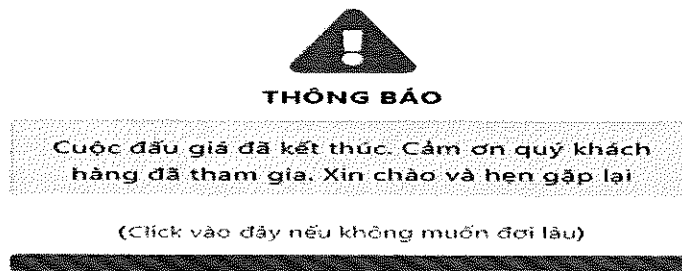 THÔNG BÁO
Cuộc đấu giá đã kết thúc. Cảm ơn quý khách
hàng đã tham gia. Xin chào và hẹn gặp lại
(Click vào đây nếu không muốn đợi lâu)